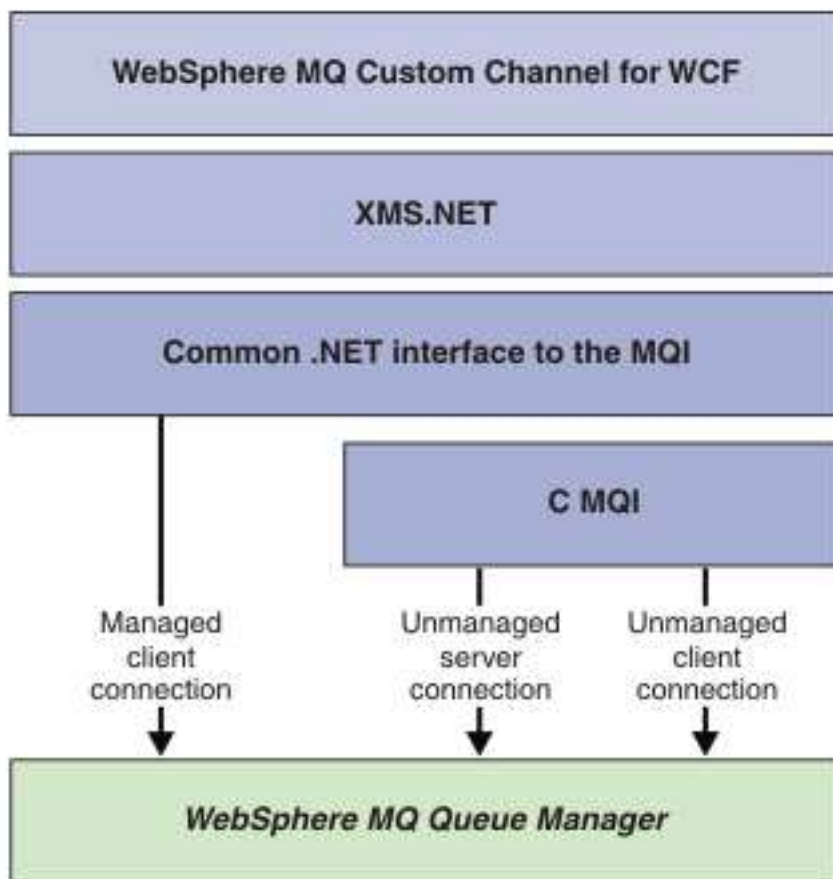 WebSphere MQ Custom Channel for WCF
XMS.NET
Common .NET interface to the MQI
C MQI
Managed
client
connection
Unmanaged
server
connection
Unmanaged
client
connection
WebSphere MQ Queue Manager